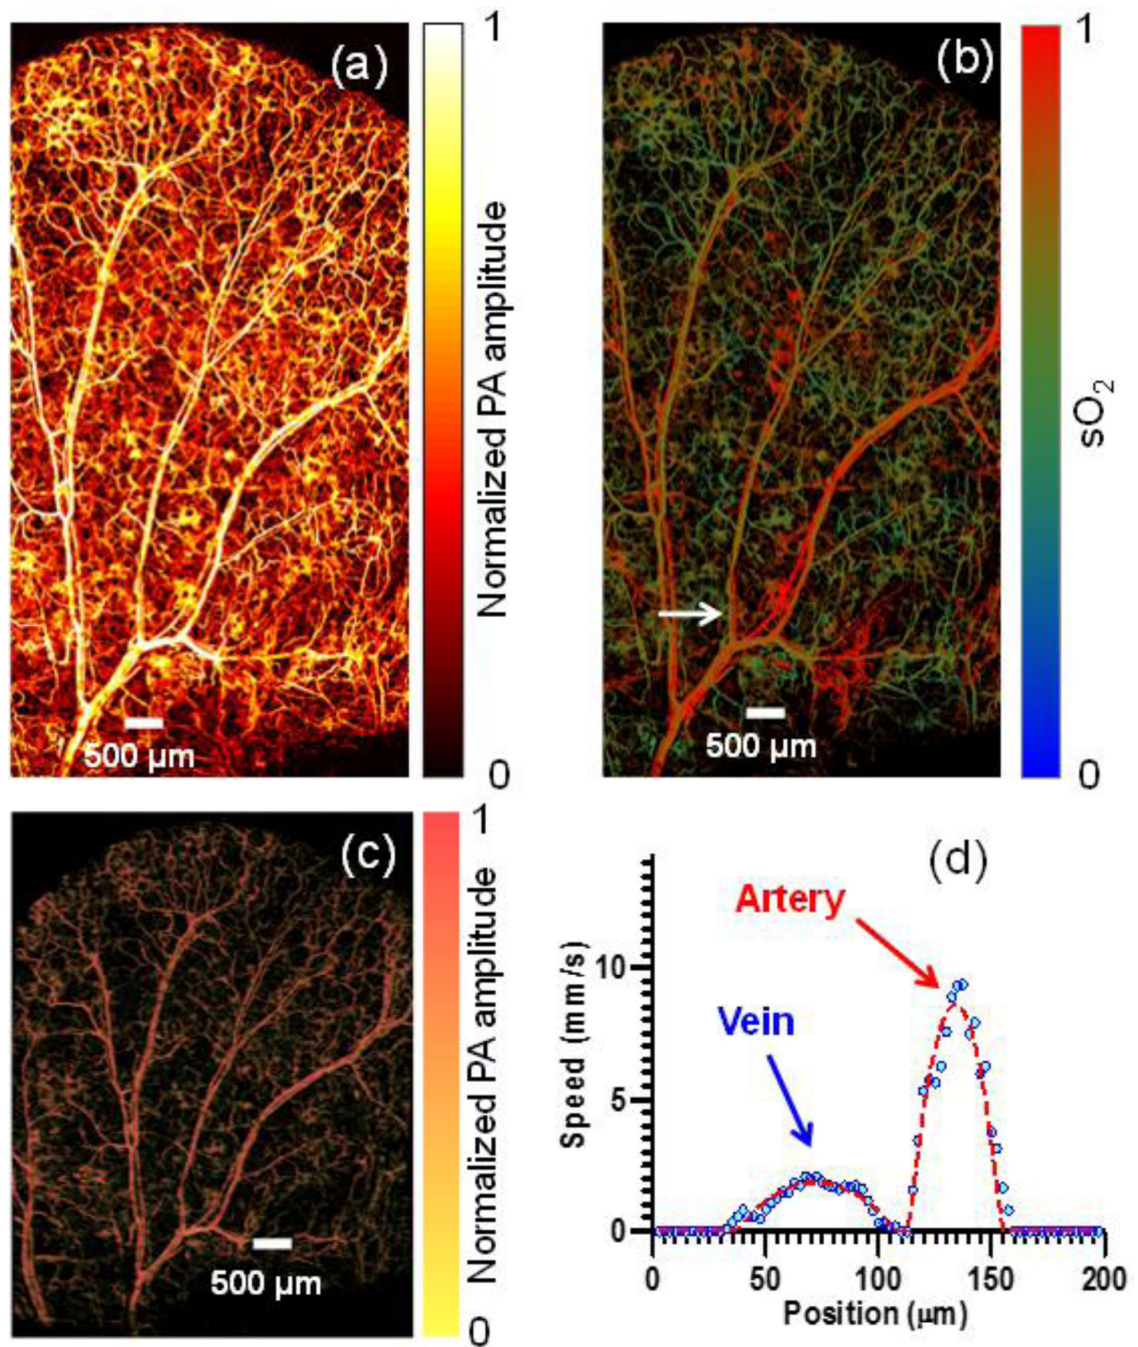 (a)
1
Normalized PA amplitude
0
500 µm
(b)
1
sO2
0
500 µm
(c)
1
Normalized PA amplitude
0
500 µm
(d)
Artery
Vein
Speed (mm/s)
10
5
0
0 50 100 150 200
Position (µm)